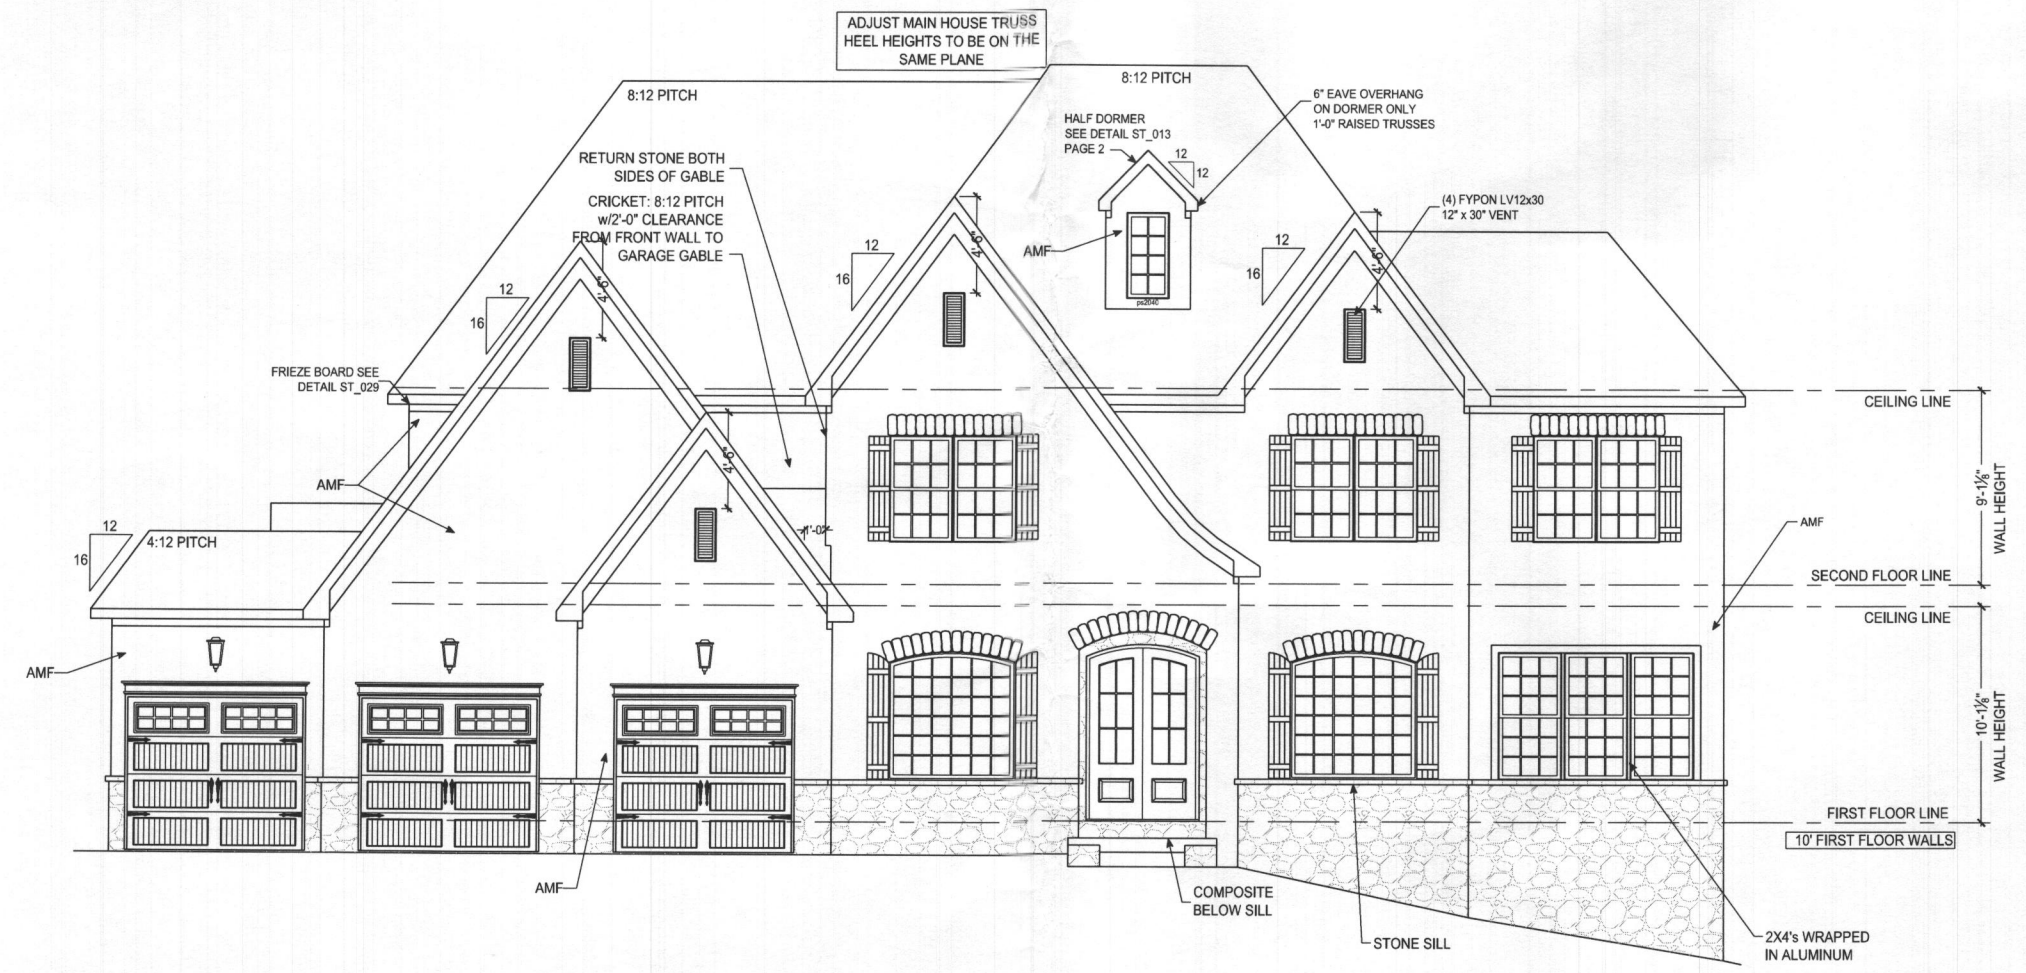 ADJUST MAIN HOUSE TRUSS
HEEL HEIGHTS TO BE ON THE
SAME PLANE
8:12 PITCH
8:12 PITCH
6" EAVE OVERHANG
ON DORMER ONLY
1'-0" RAISED TRUSSES
HALF DORMER
SEE DETAIL ST_013
PAGE 2
12
12
RETURN STONE BOTH
SIDES OF GABLE
CRICKET: 8:12 PITCH
w/2'-0" CLEARANCE
FROM FRONT WALL TO
GARAGE GABLE
(4) FYPON LV12x30
12" x 30" VENT
AMF
ps2040
12
16
4'-6"
12
16
4'-6"
12
16
4'-6"
FRIEZE BOARD SEE
DETAIL ST_029
CEILING LINE
4'-6"
AMF
9'-1⅛"
WALL HEIGHT
12
16
4:12 PITCH
1'-0"
AMF
SECOND FLOOR LINE
CEILING LINE
AMF
10'-1⅛"
WALL HEIGHT
FIRST FLOOR LINE
10' FIRST FLOOR WALLS
AMF
COMPOSITE
BELOW SILL
STONE SILL
2X4's WRAPPED
IN ALUMINUM